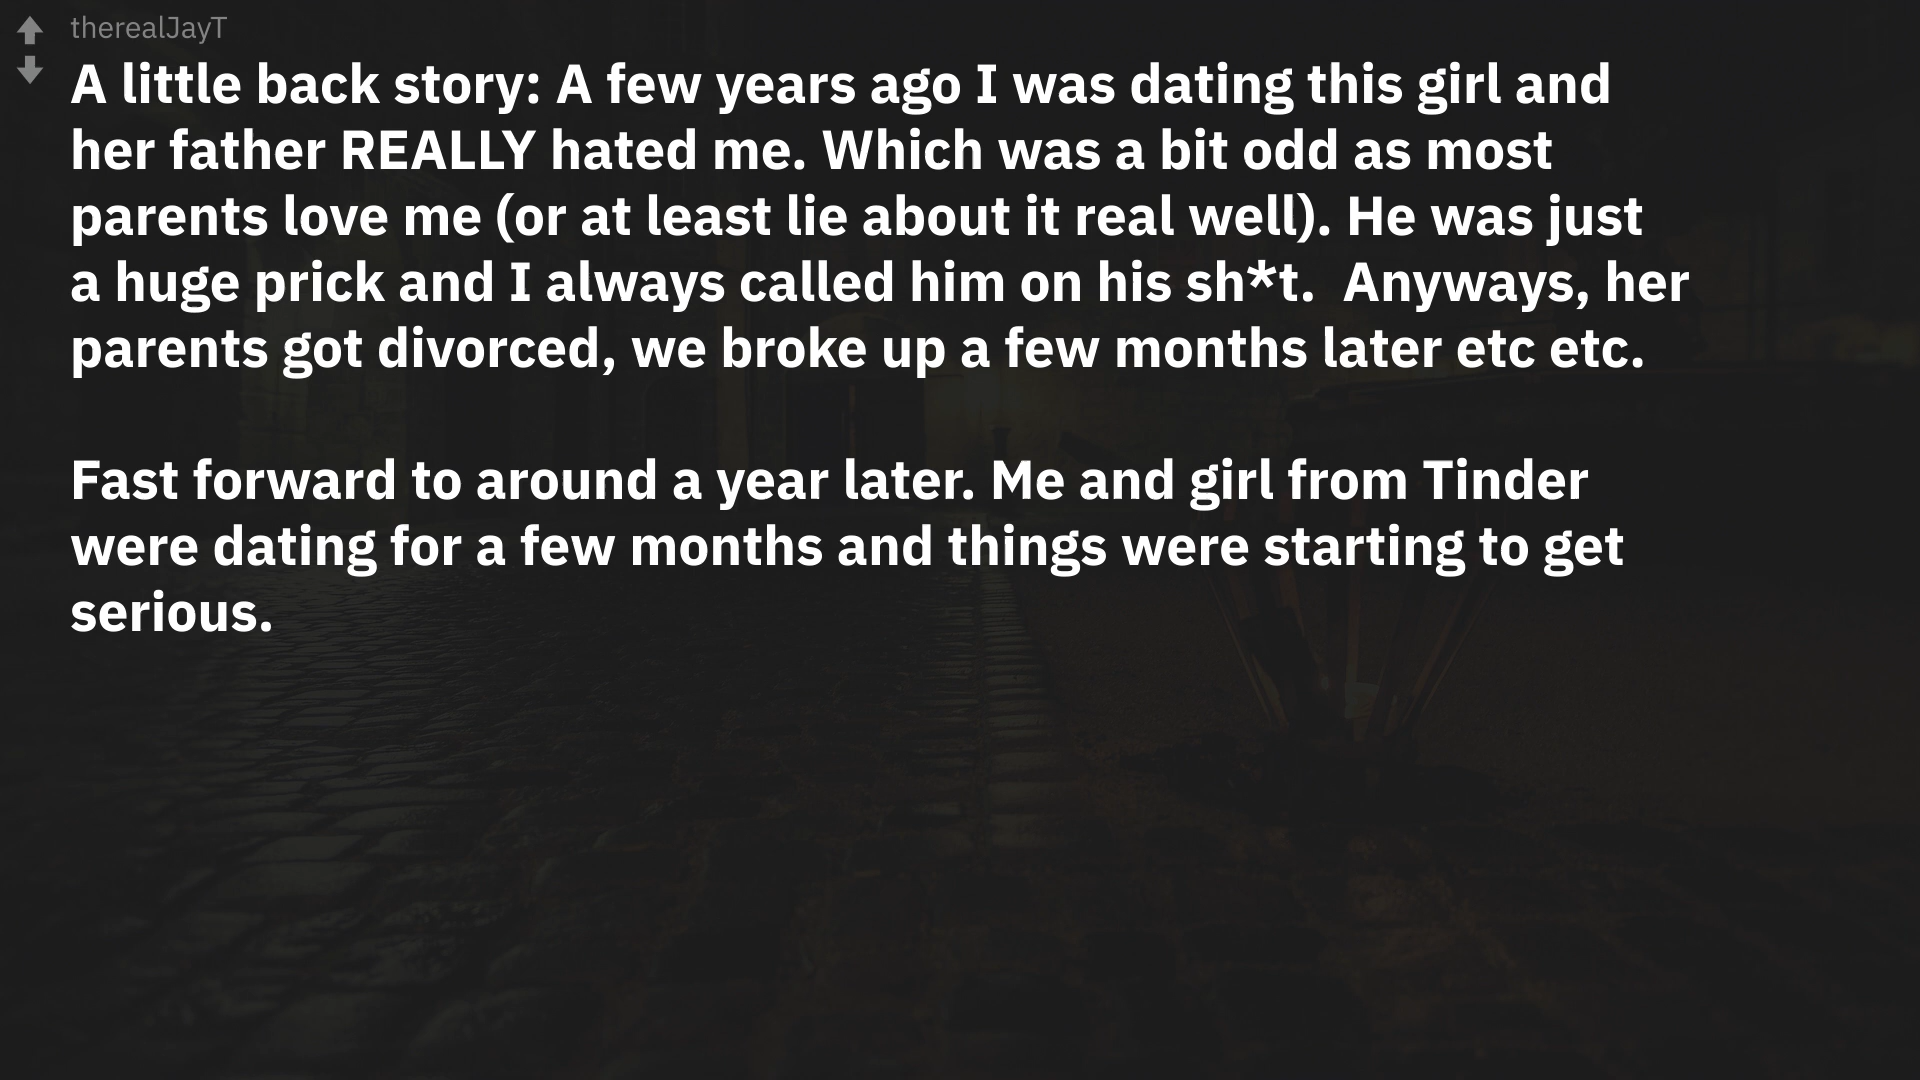 therealJayT
A little back story: A few years ago I was dating this girl and
her father REALLY hated me. Which was a bit odd as most
parents love me (or at least lie about it real well). He was just
a huge prick and I always called him on his sh*t.  Anyways, her
parents got divorced, we broke up a few months later etc etc.
Fast forward to around a year later. Me and girl from Tinder
were dating for a few months and things were starting to get
serious.